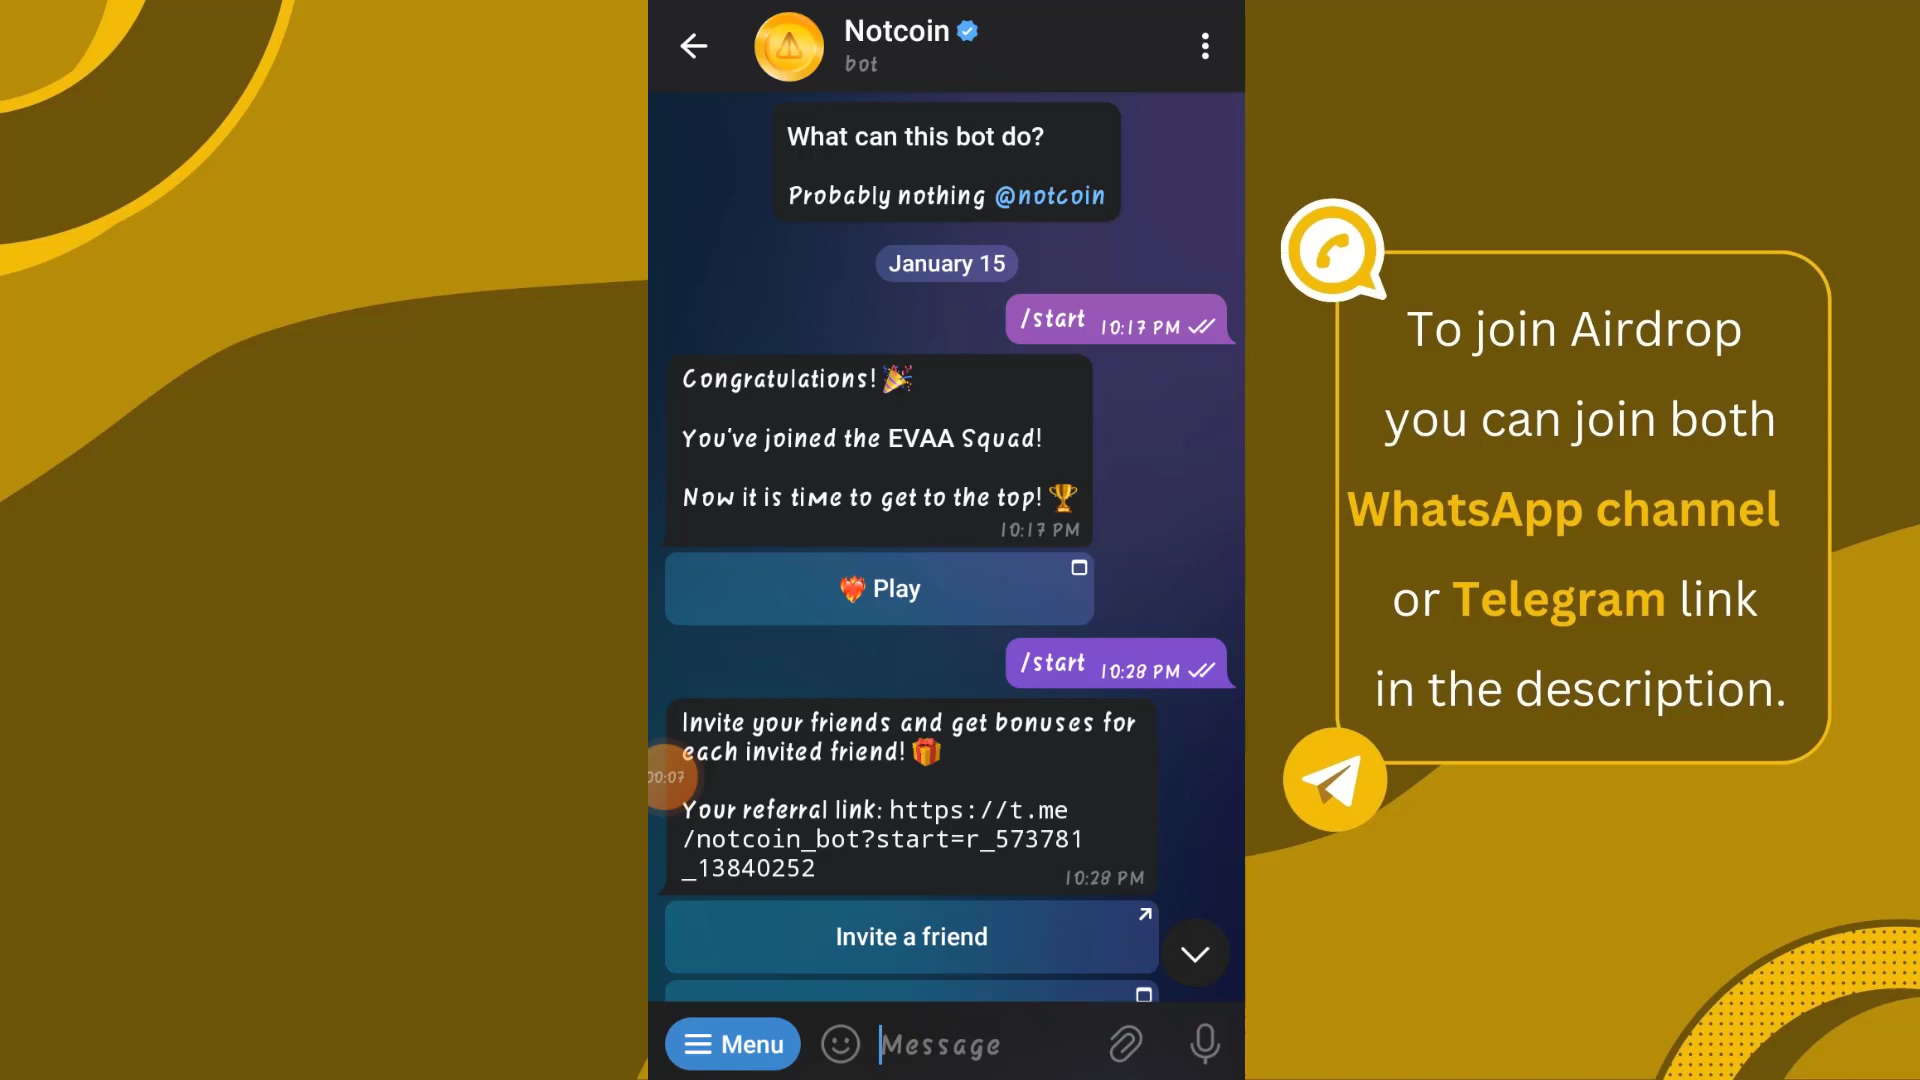 Notcoin
bot
What can this bot do?
Probably nothing @notcoin
January 15
/start 10:17 PM
Congratulations! 🎉
You've joined the EVAA Squad!
Now it is time to get to the top! 🏆
10:17 PM
❤️‍🔥 Play
/start 10:28 PM
Invite your friends and get bonuses for
each invited friend! 🎁
00:07
Your referral link: https://t.me
/notcoin_bot?start=r_573781
_13840252
10:28 PM
Invite a friend
Menu
Message
To join Airdrop
you can join both
WhatsApp channel
or Telegram link
in the description.